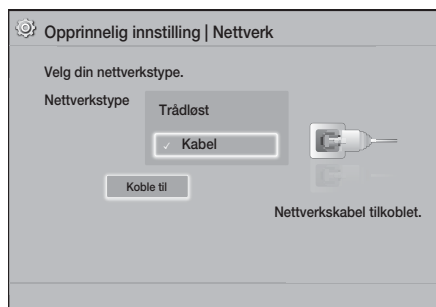 Opprinnelig innstilling | Nettverk
Velg din nettverkstype.
Nettverkstype
Trådløst
✓ Kabel
Koble til
Nettverkskabel tilkoblet.